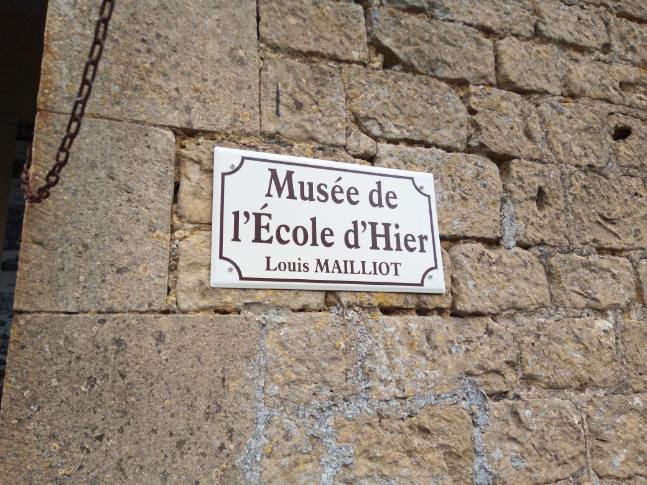 Musée de
l'École d'Hier
Louis MAILLIOT